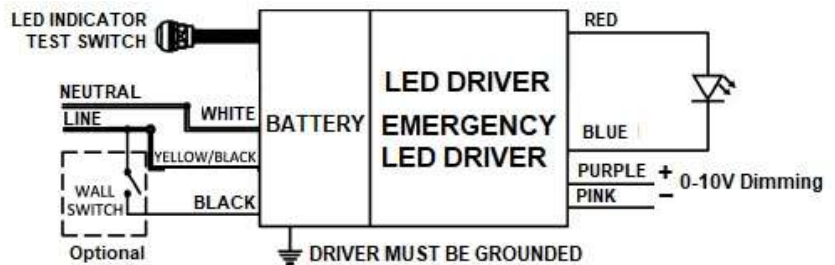 LED INDICATOR
TEST SWITCH
NEUTRAL
LINE
WHITE
YELLOW/BLACK
WALL
SWITCH
BLACK
Optional
BATTERY
LED DRIVER
EMERGENCY
LED DRIVER
RED
BLUE
PURPLE +
PINK −
0-10V Dimming
DRIVER MUST BE GROUNDED